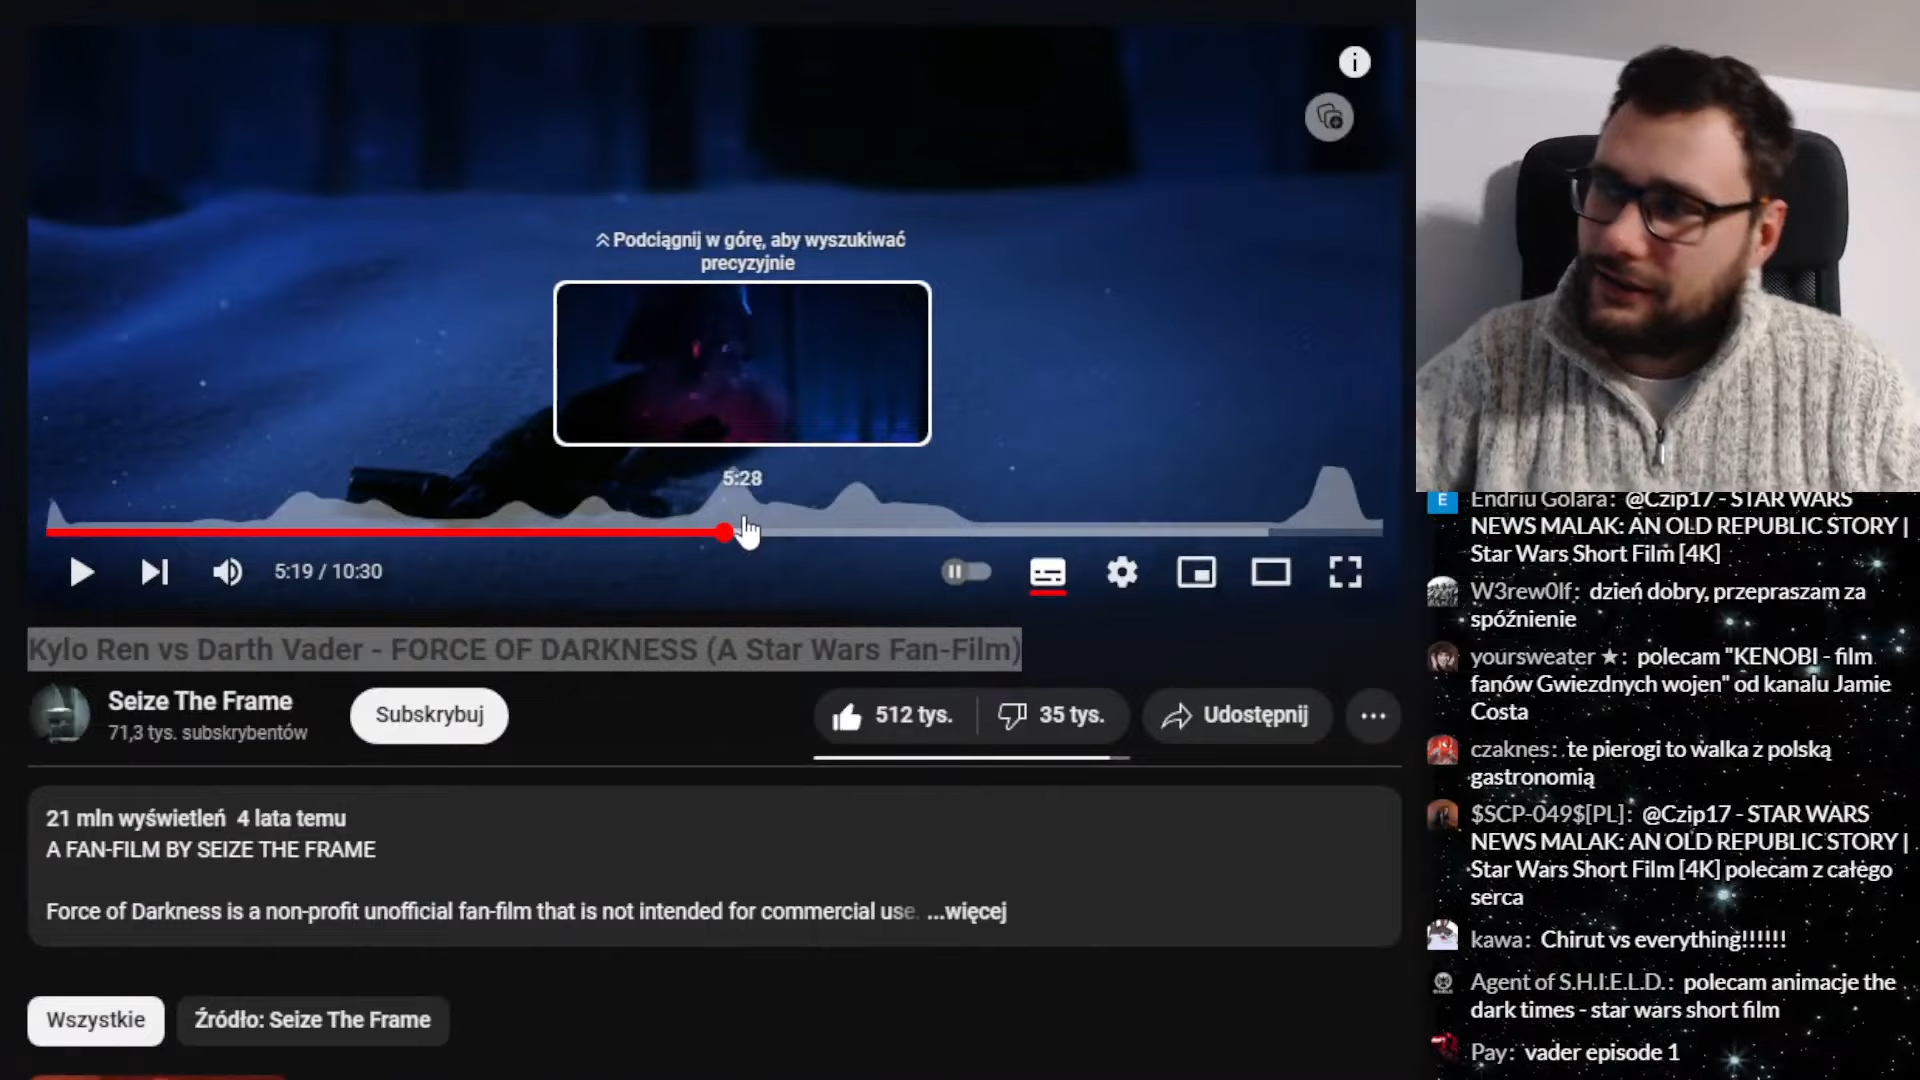 Podciągnij w górę, aby wyszukiwać
precyzyjnie
5:28
5:19 / 10:30
Kylo Ren vs Darth Vader - FORCE OF DARKNESS (A Star Wars Fan-Film)
Seize The Frame
71,3 tys. subskrybentów
Subskrybuj
512 tys.
35 tys.
Udostępnij
21 mln wyświetleń 4 lata temu
A FAN-FILM BY SEIZE THE FRAME
Force of Darkness is a non-profit unofficial fan-film that is not intended for commercial use. ...więcej
Wszystkie
Źródło: Seize The Frame
E
Endriu Golara: @Czip17 - STAR WARS
NEWS MALAK: AN OLD REPUBLIC STORY |
Star Wars Short Film [4K]
W3rew0lf: dzień dobry, przepraszam za
spóźnienie
yoursweater ★: polecam "KENOBI - film
fanów Gwiezdnych wojen" od kanalu Jamie
Costa
czaknes: te pierogi to walka z polską
gastronomią
$SCP-049$[PL]: @Czip17 - STAR WARS
NEWS MALAK: AN OLD REPUBLIC STORY |
Star Wars Short Film [4K] polecam z całego
serca
kawa: Chirut vs everything!!!!!!
Agent of S.H.I.E.L.D.: polecam animacje the
dark times - star wars short film
Pay: vader episode 1